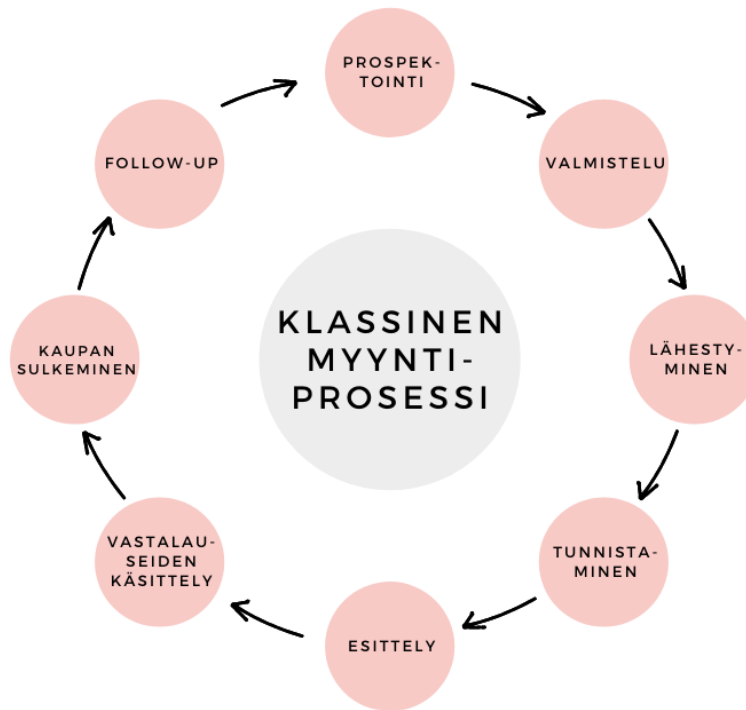 PROSPEK-
TOINTI
VALMISTELU
LÄHESTY-
MINEN
TUNNISTA-
MINEN
ESITTELY
VASTALAU-
SEIDEN
KÄSITTELY
KAUPAN
SULKEMINEN
FOLLOW-UP
KLASSINEN
MYYNTI-
PROSESSI